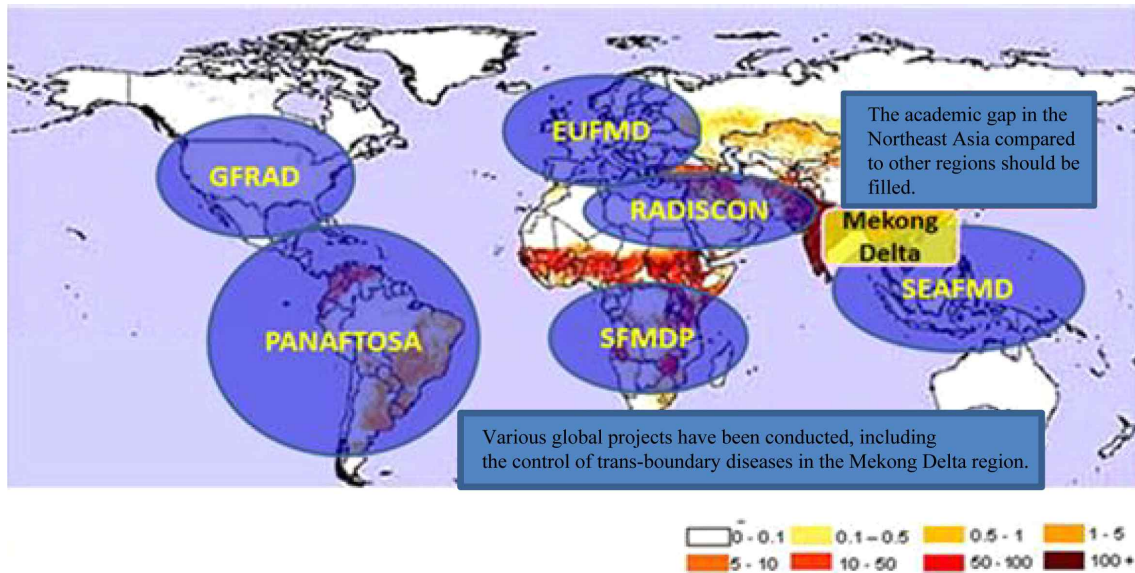 The academic gap in the
Northeast Asia compared
to other regions should be
filled.
EUFMD
GFRAD
RADISCON
Mekong
Delta
SEAFMD
PANAFTOSA
SFMDP
Various global projects have been conducted, including
the control of trans-boundary diseases in the Mekong Delta region.
0 - 0.1 0.1 – 0.5 0.5 - 1 1 - 5
5 - 10 10 - 50 50 - 100 100 +